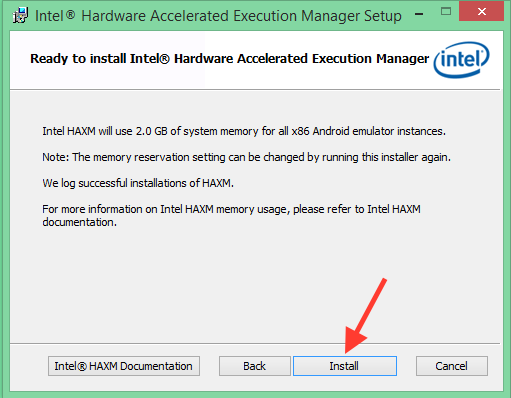 Intel® Hardware Accelerated Execution Manager Setup
Ready to install Intel® Hardware Accelerated Execution Manager
intel
Intel HAXM will use 2.0 GB of system memory for all x86 Android emulator instances.
Note: The memory reservation setting can be changed by running this installer again.
We log successful installations of HAXM.
For more information on Intel HAXM memory usage, please refer to Intel HAXM
documentation.
Intel® HAXM Documentation
Back
Install
Cancel